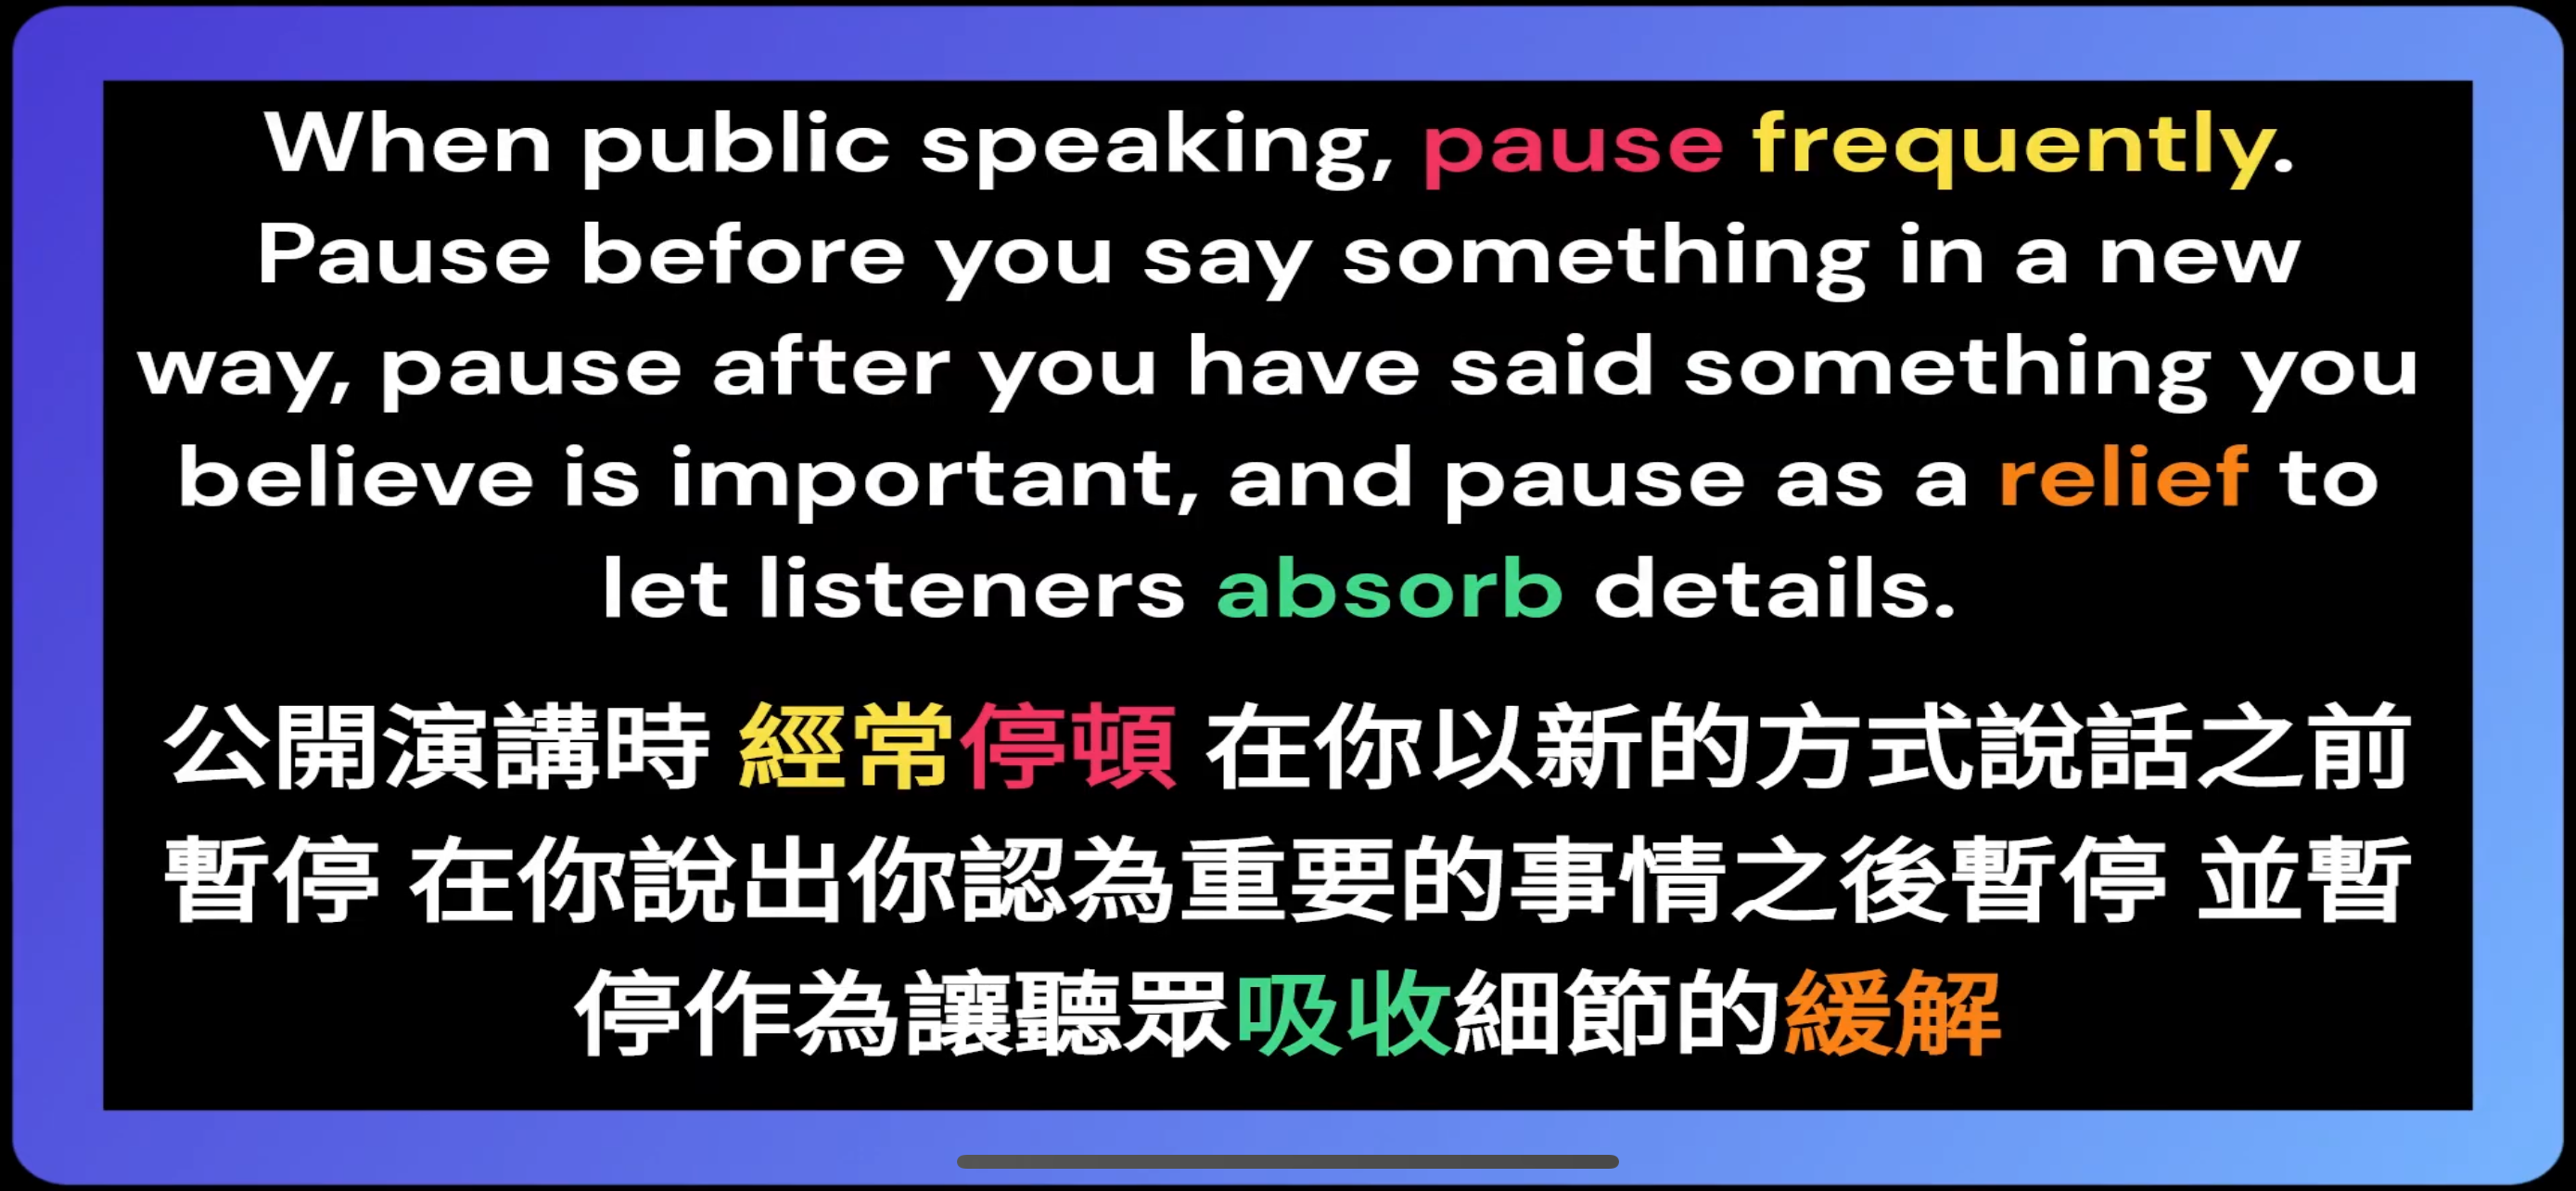 When public speaking, pause frequently.
Pause before you say something in a new
way, pause after you have said something you
believe is important, and pause as a relief to
let listeners absorb details.
公開演講時 經常停頓 在你以新的方式說話之前
暫停 在你說出你認為重要的事情之後暫停 並暫
停作為讓聽眾吸收細節的緩解